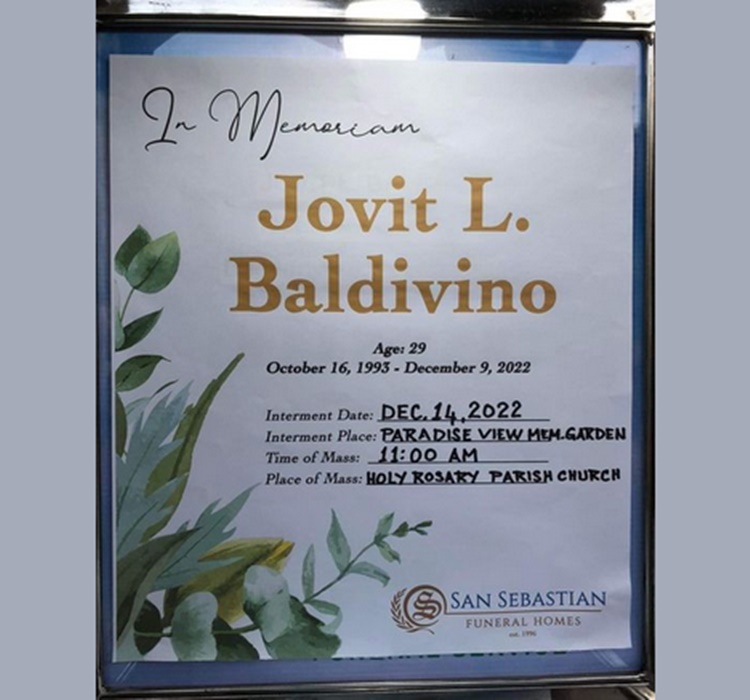 In Memoriam
Jovit L.
Baldivino
Age: 29
October 16, 1993 - December 9, 2022
Interment Date: DEC. 14, 2022
Interment Place: PARADISE VIEW MEM. GARDEN
Time of Mass: 11:00 AM
Place of Mass: HOLY ROSARY PARISH CHURCH
S
SAN SEBASTIAN
FUNERAL HOMES
est. 1996